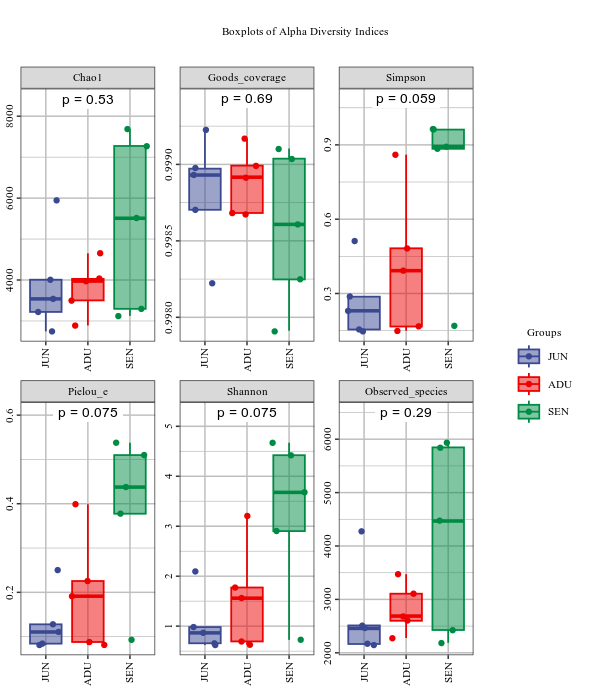 Boxplots of Alpha Diversity Indices
Chao1 Goods_coverage Simpson
p = 0.53 p = 0.69 p = 0.059
8000
6000
4000
0.9990
0.9985
0.9980
0.9
0.6
0.3
JUN ADU SEN JUN ADU SEN JUN ADU SEN
Pielou_e Shannon Observed_species
p = 0.075 p = 0.075 p = 0.29
0.6
0.4
0.2
5
4
3
2
1
6000
5000
4000
3000
2000
JUN ADU SEN JUN ADU SEN JUN ADU SEN
Groups
JUN
ADU
SEN